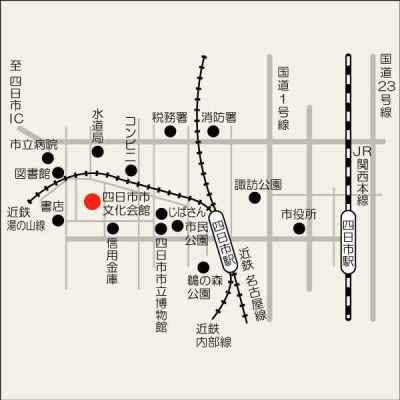 至
四日市
IC
国道1号線
国道23号線
水道局
コンビニ
税務署
消防署
市立病院
図書館
JR
関西本線
諏訪公園
四日市市
文化会館
書店
じばさん
近鉄
湯の山線
市民
公園
市役所
信用金庫
四日市市立博物館
四日市駅
四日市駅
近鉄
名古屋線
鵜の森
公園
近鉄
内部線